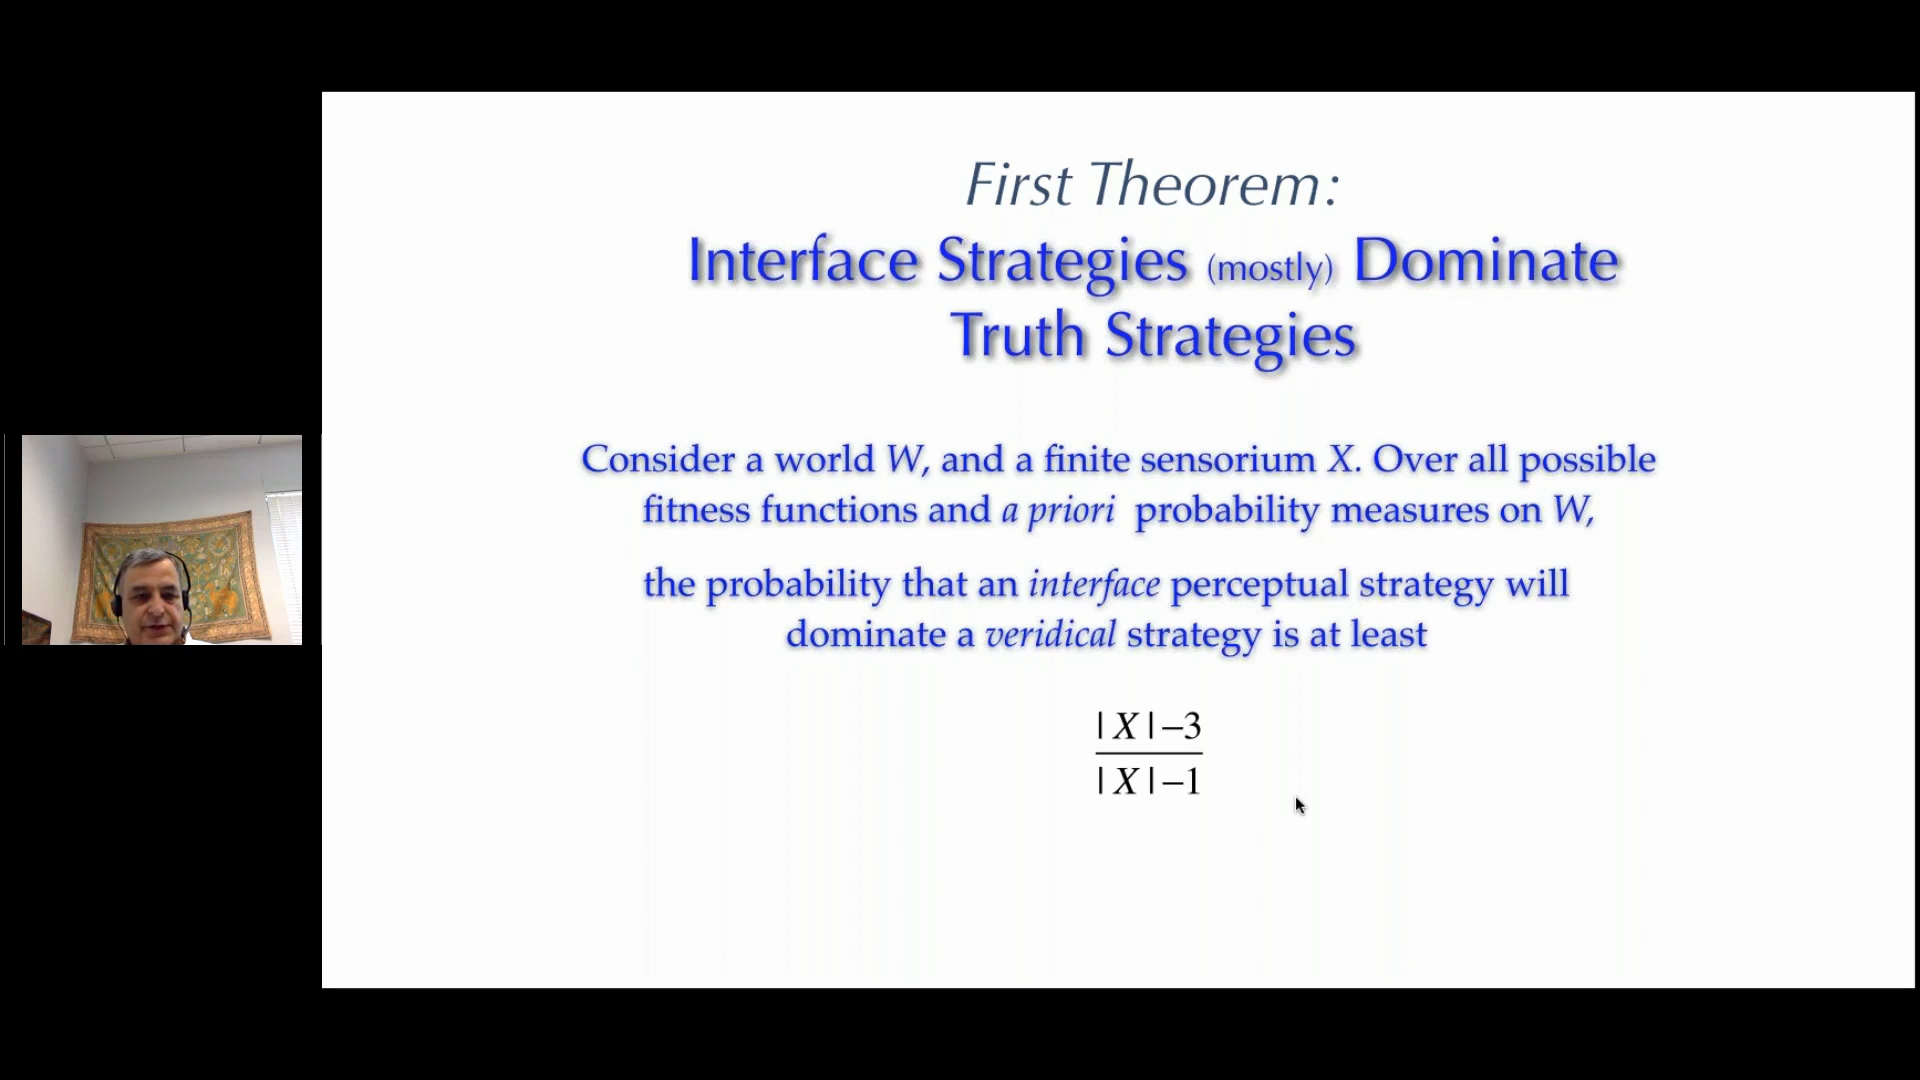 First Theorem:
Interface Strategies (mostly) Dominate
Truth Strategies
Consider a world W, and a finite sensorium X. Over all possible
fitness functions and a priori probability measures on W,
the probability that an interface perceptual strategy will
dominate a veridical strategy is at least
|X|–3
|X|–1